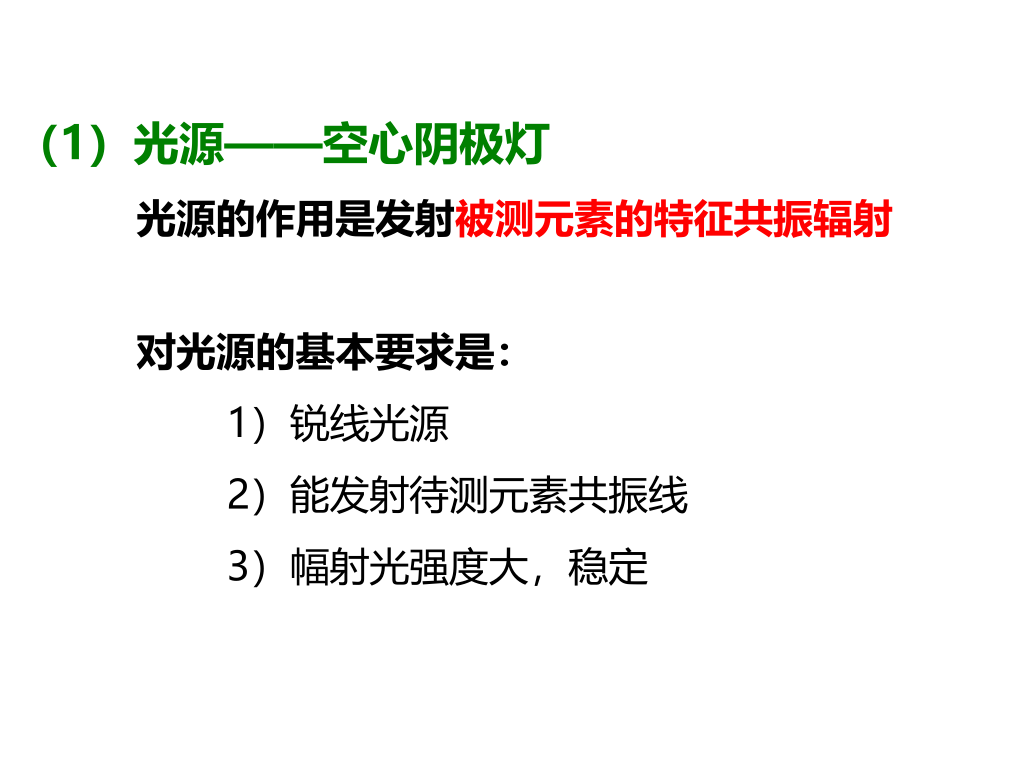 （1）光源——空心阴极灯
光源的作用是发射被测元素的特征共振辐射
对光源的基本要求是：
1）锐线光源
2）能发射待测元素共振线
3）幅射光强度大，稳定